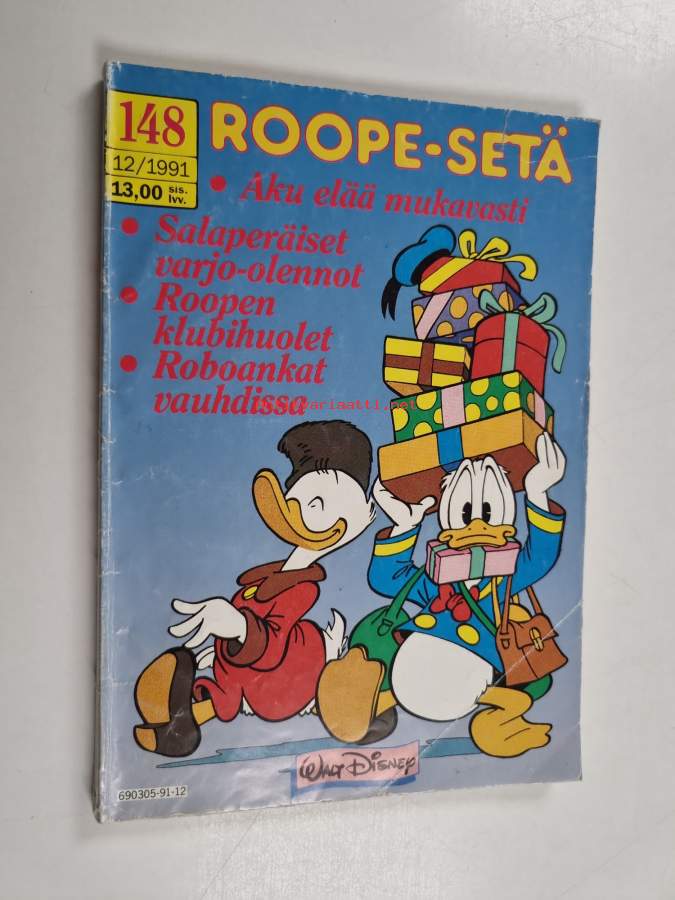 148
12/1991
13,00 sis. lvv.
ROOPE-SETÄ
• Aku elää mukavasti
• Salaperäiset
varjo-olennot
• Roopen
klubihuolet
• Roboankat
vauhdissa
WALT DISNEY
690305-91-12